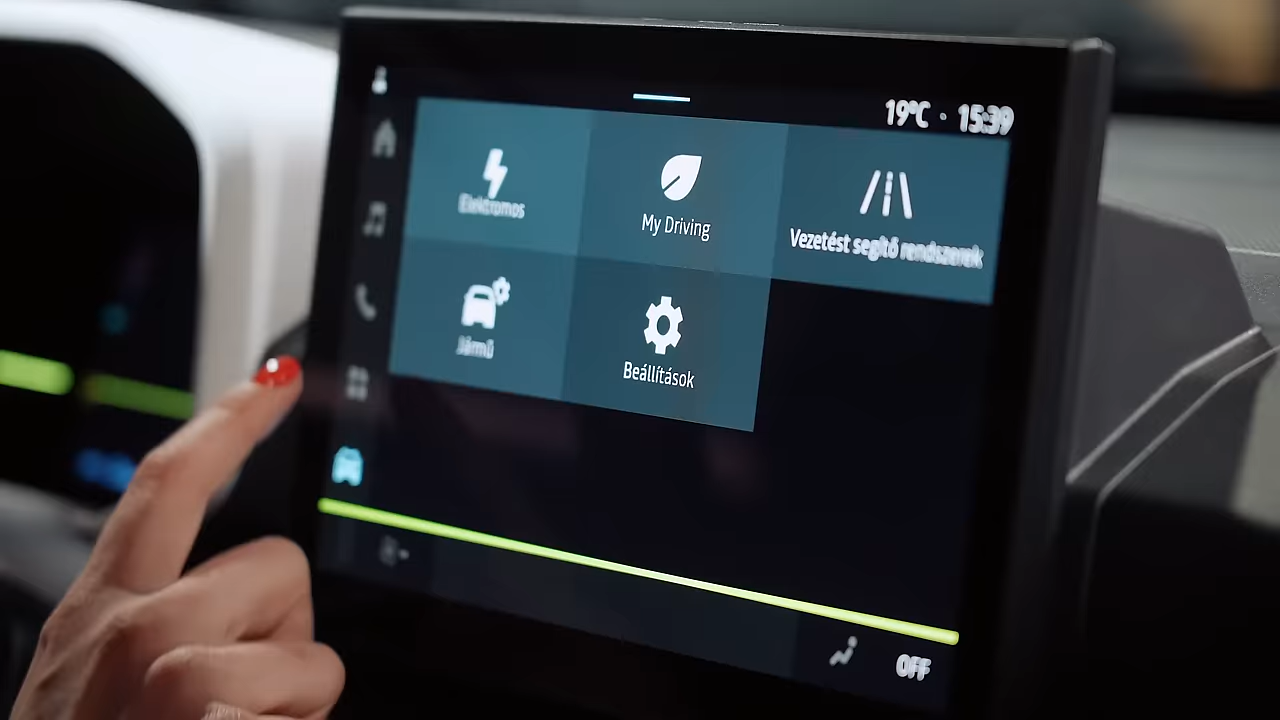 19°C · 15:39
Elektromos
My Driving
Vezetést segítő rendszerek
Jármű
Beállítások
OFF